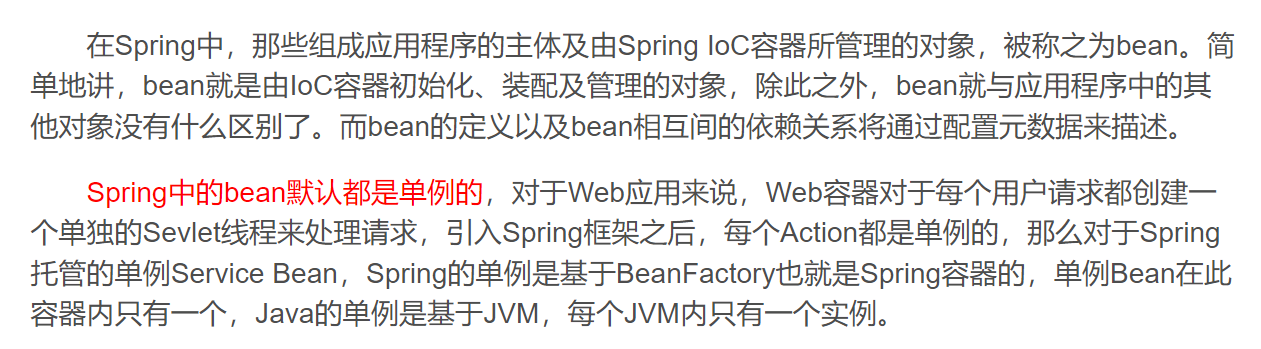 在Spring中，那些组成应用程序的主体及由Spring IoC容器所管理的对象，被称之为bean。简
单地讲，bean就是由IoC容器初始化、装配及管理的对象，除此之外，bean就与应用程序中的其
他对象没有什么区别了。而bean的定义以及bean相互间的依赖关系将通过配置元数据来描述。
Spring中的bean默认都是单例的，对于Web应用来说，Web容器对于每个用户请求都创建一
个单独的Sevlet线程来处理请求，引入Spring框架之后，每个Action都是单例的，那么对于Spring
托管的单例Service Bean，Spring的单例是基于BeanFactory也就是Spring容器的，单例Bean在此
容器内只有一个，Java的单例是基于JVM，每个JVM内只有一个实例。